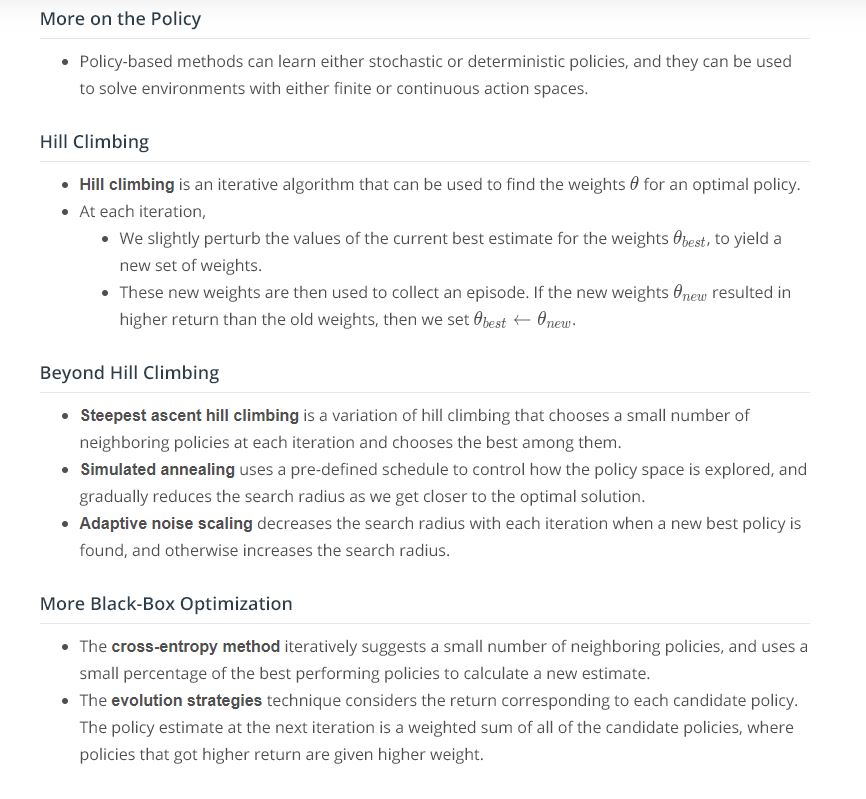 More on the Policy
• Policy-based methods can learn either stochastic or deterministic policies, and they can be used
to solve environments with either finite or continuous action spaces.
Hill Climbing
• Hill climbing is an iterative algorithm that can be used to find the weights θ for an optimal policy.
• At each iteration,
• We slightly perturb the values of the current best estimate for the weights θbest, to yield a
new set of weights.
• These new weights are then used to collect an episode. If the new weights θnew resulted in
higher return than the old weights, then we set θbest ← θnew.
Beyond Hill Climbing
• Steepest ascent hill climbing is a variation of hill climbing that chooses a small number of
neighboring policies at each iteration and chooses the best among them.
• Simulated annealing uses a pre-defined schedule to control how the policy space is explored, and
gradually reduces the search radius as we get closer to the optimal solution.
• Adaptive noise scaling decreases the search radius with each iteration when a new best policy is
found, and otherwise increases the search radius.
More Black-Box Optimization
• The cross-entropy method iteratively suggests a small number of neighboring policies, and uses a
small percentage of the best performing policies to calculate a new estimate.
• The evolution strategies technique considers the return corresponding to each candidate policy.
The policy estimate at the next iteration is a weighted sum of all of the candidate policies, where
policies that got higher return are given higher weight.